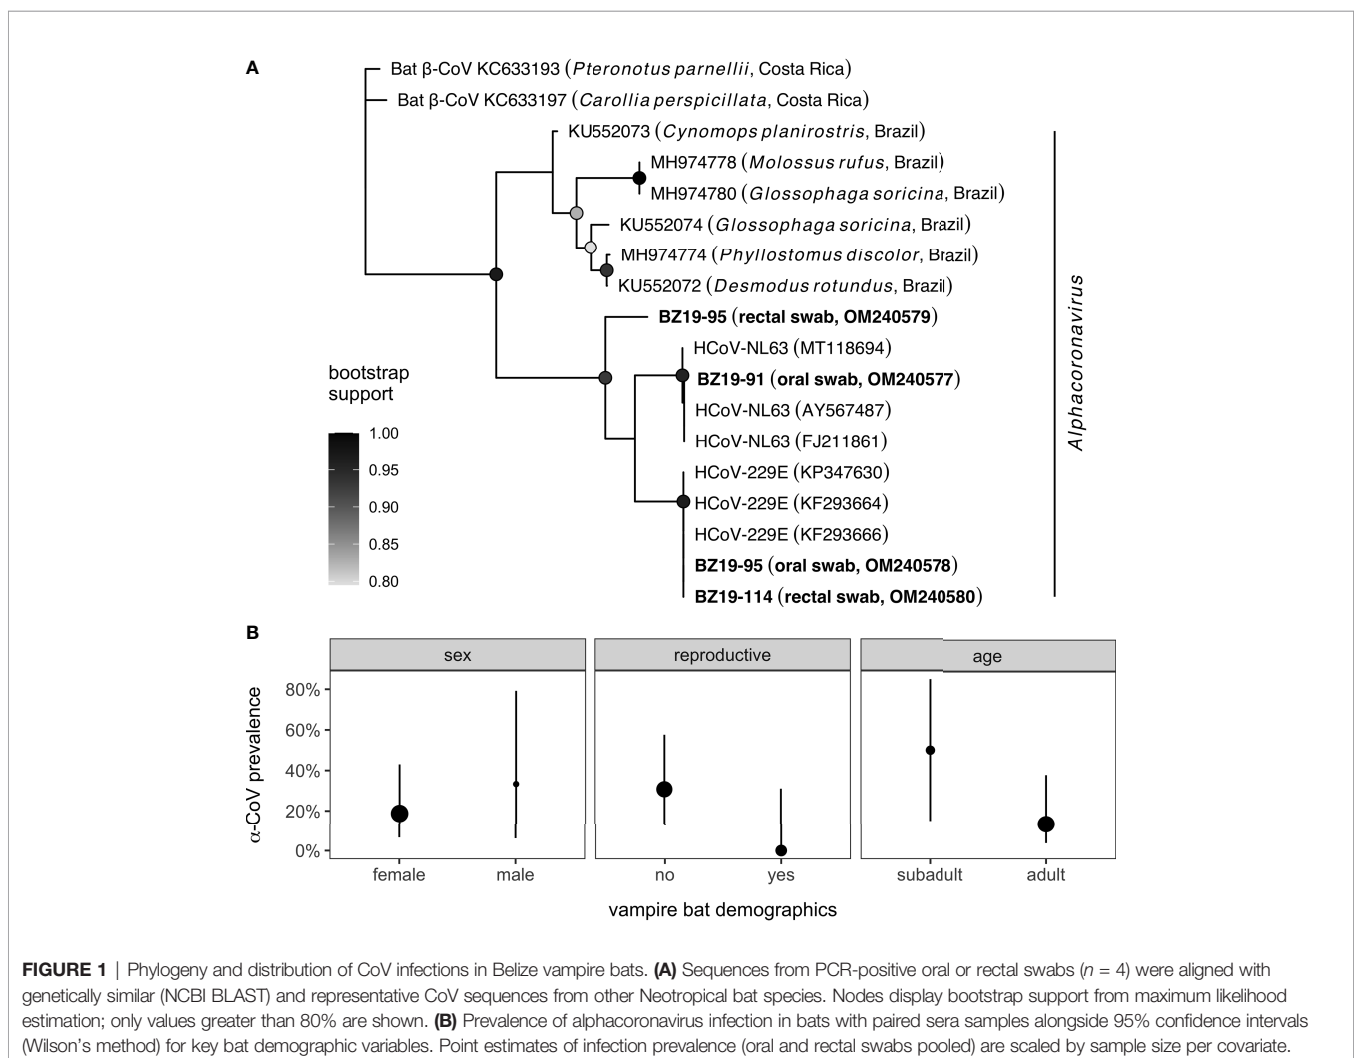 A
Bat β-CoV KC633193 (Pteronotus parnellii, Costa Rica)
Bat β-CoV KC633197 (Carollia perspicillata, Costa Rica)
KU552073 (Cynomops planirostris, Brazil)
MH974778 (Molossus rufus, Brazil)
MH974780 (Glossophaga soricina, Brazil)
KU552074 (Glossophaga soricina, Brazil)
MH974774 (Phyllostomus discolor, Brazil)
KU552072 (Desmodus rotundus, Brazil)
BZ19-95 (rectal swab, OM240579)
HCoV-NL63 (MT118694)
BZ19-91 (oral swab, OM240577)
HCoV-NL63 (AY567487)
HCoV-NL63 (FJ211861)
HCoV-229E (KP347630)
HCoV-229E (KF293664)
HCoV-229E (KF293666)
BZ19-95 (oral swab, OM240578)
BZ19-114 (rectal swab, OM240580)
Alphacoronavirus
bootstrap
support
1.00
0.95
0.90
0.85
0.80
B
sex
reproductive
age
α-CoV prevalence
80%
60%
40%
20%
0%
female
male
no
yes
subadult
adult
vampire bat demographics
FIGURE 1 | Phylogeny and distribution of CoV infections in Belize vampire bats. (A) Sequences from PCR-positive oral or rectal swabs (n = 4) were aligned with
genetically similar (NCBI BLAST) and representative CoV sequences from other Neotropical bat species. Nodes display bootstrap support from maximum likelihood
estimation; only values greater than 80% are shown. (B) Prevalence of alphacoronavirus infection in bats with paired sera samples alongside 95% confidence intervals
(Wilson's method) for key bat demographic variables. Point estimates of infection prevalence (oral and rectal swabs pooled) are scaled by sample size per covariate.